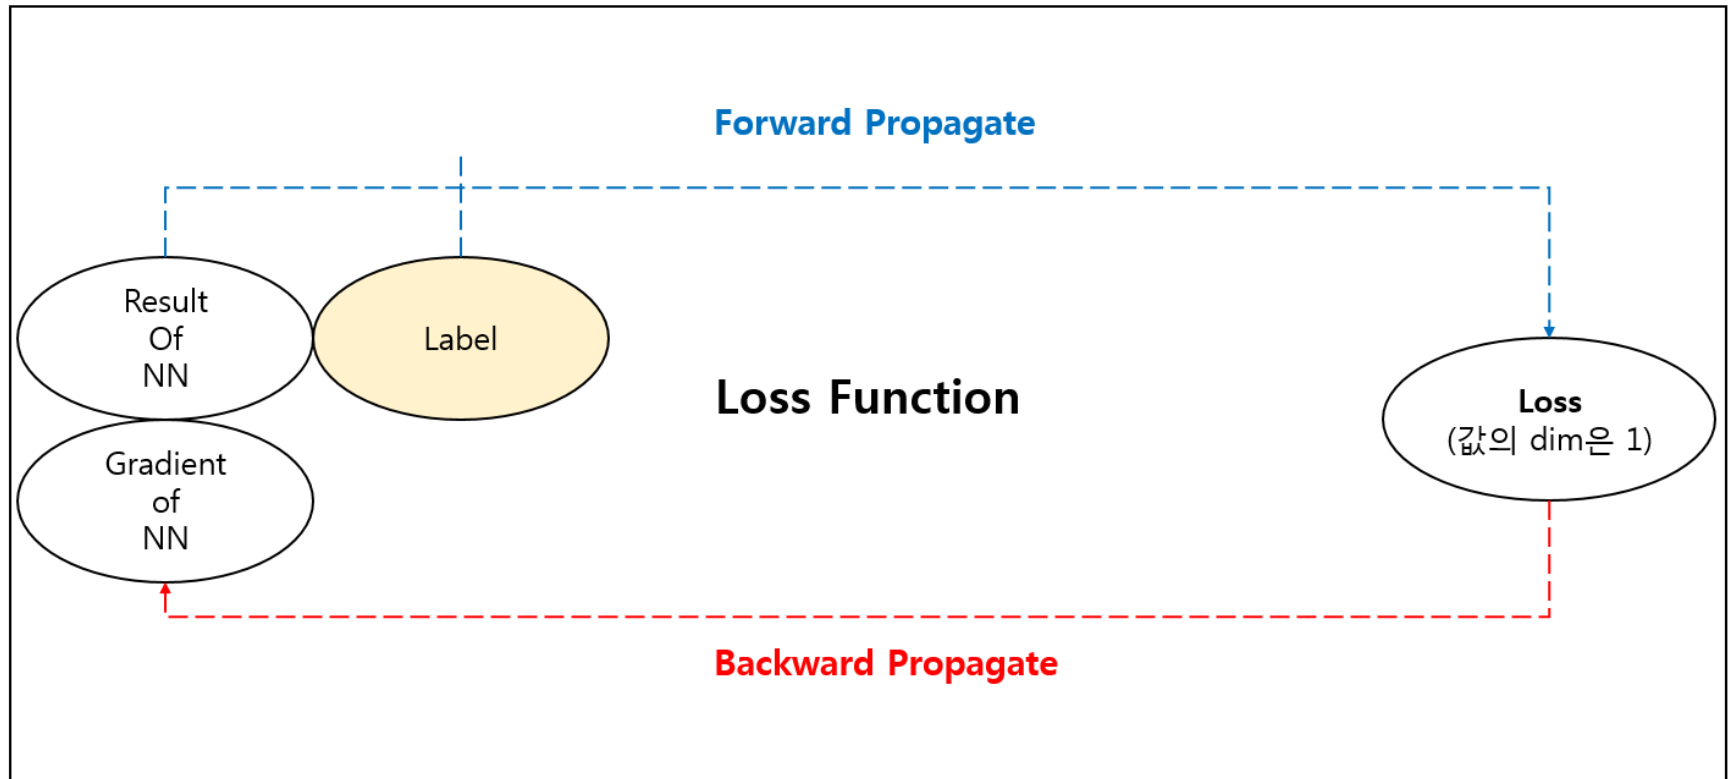 Forward Propagate
Result
Of
NN
Label
Loss Function
Loss
(값의 dim은 1)
Gradient
of
NN
Backward Propagate